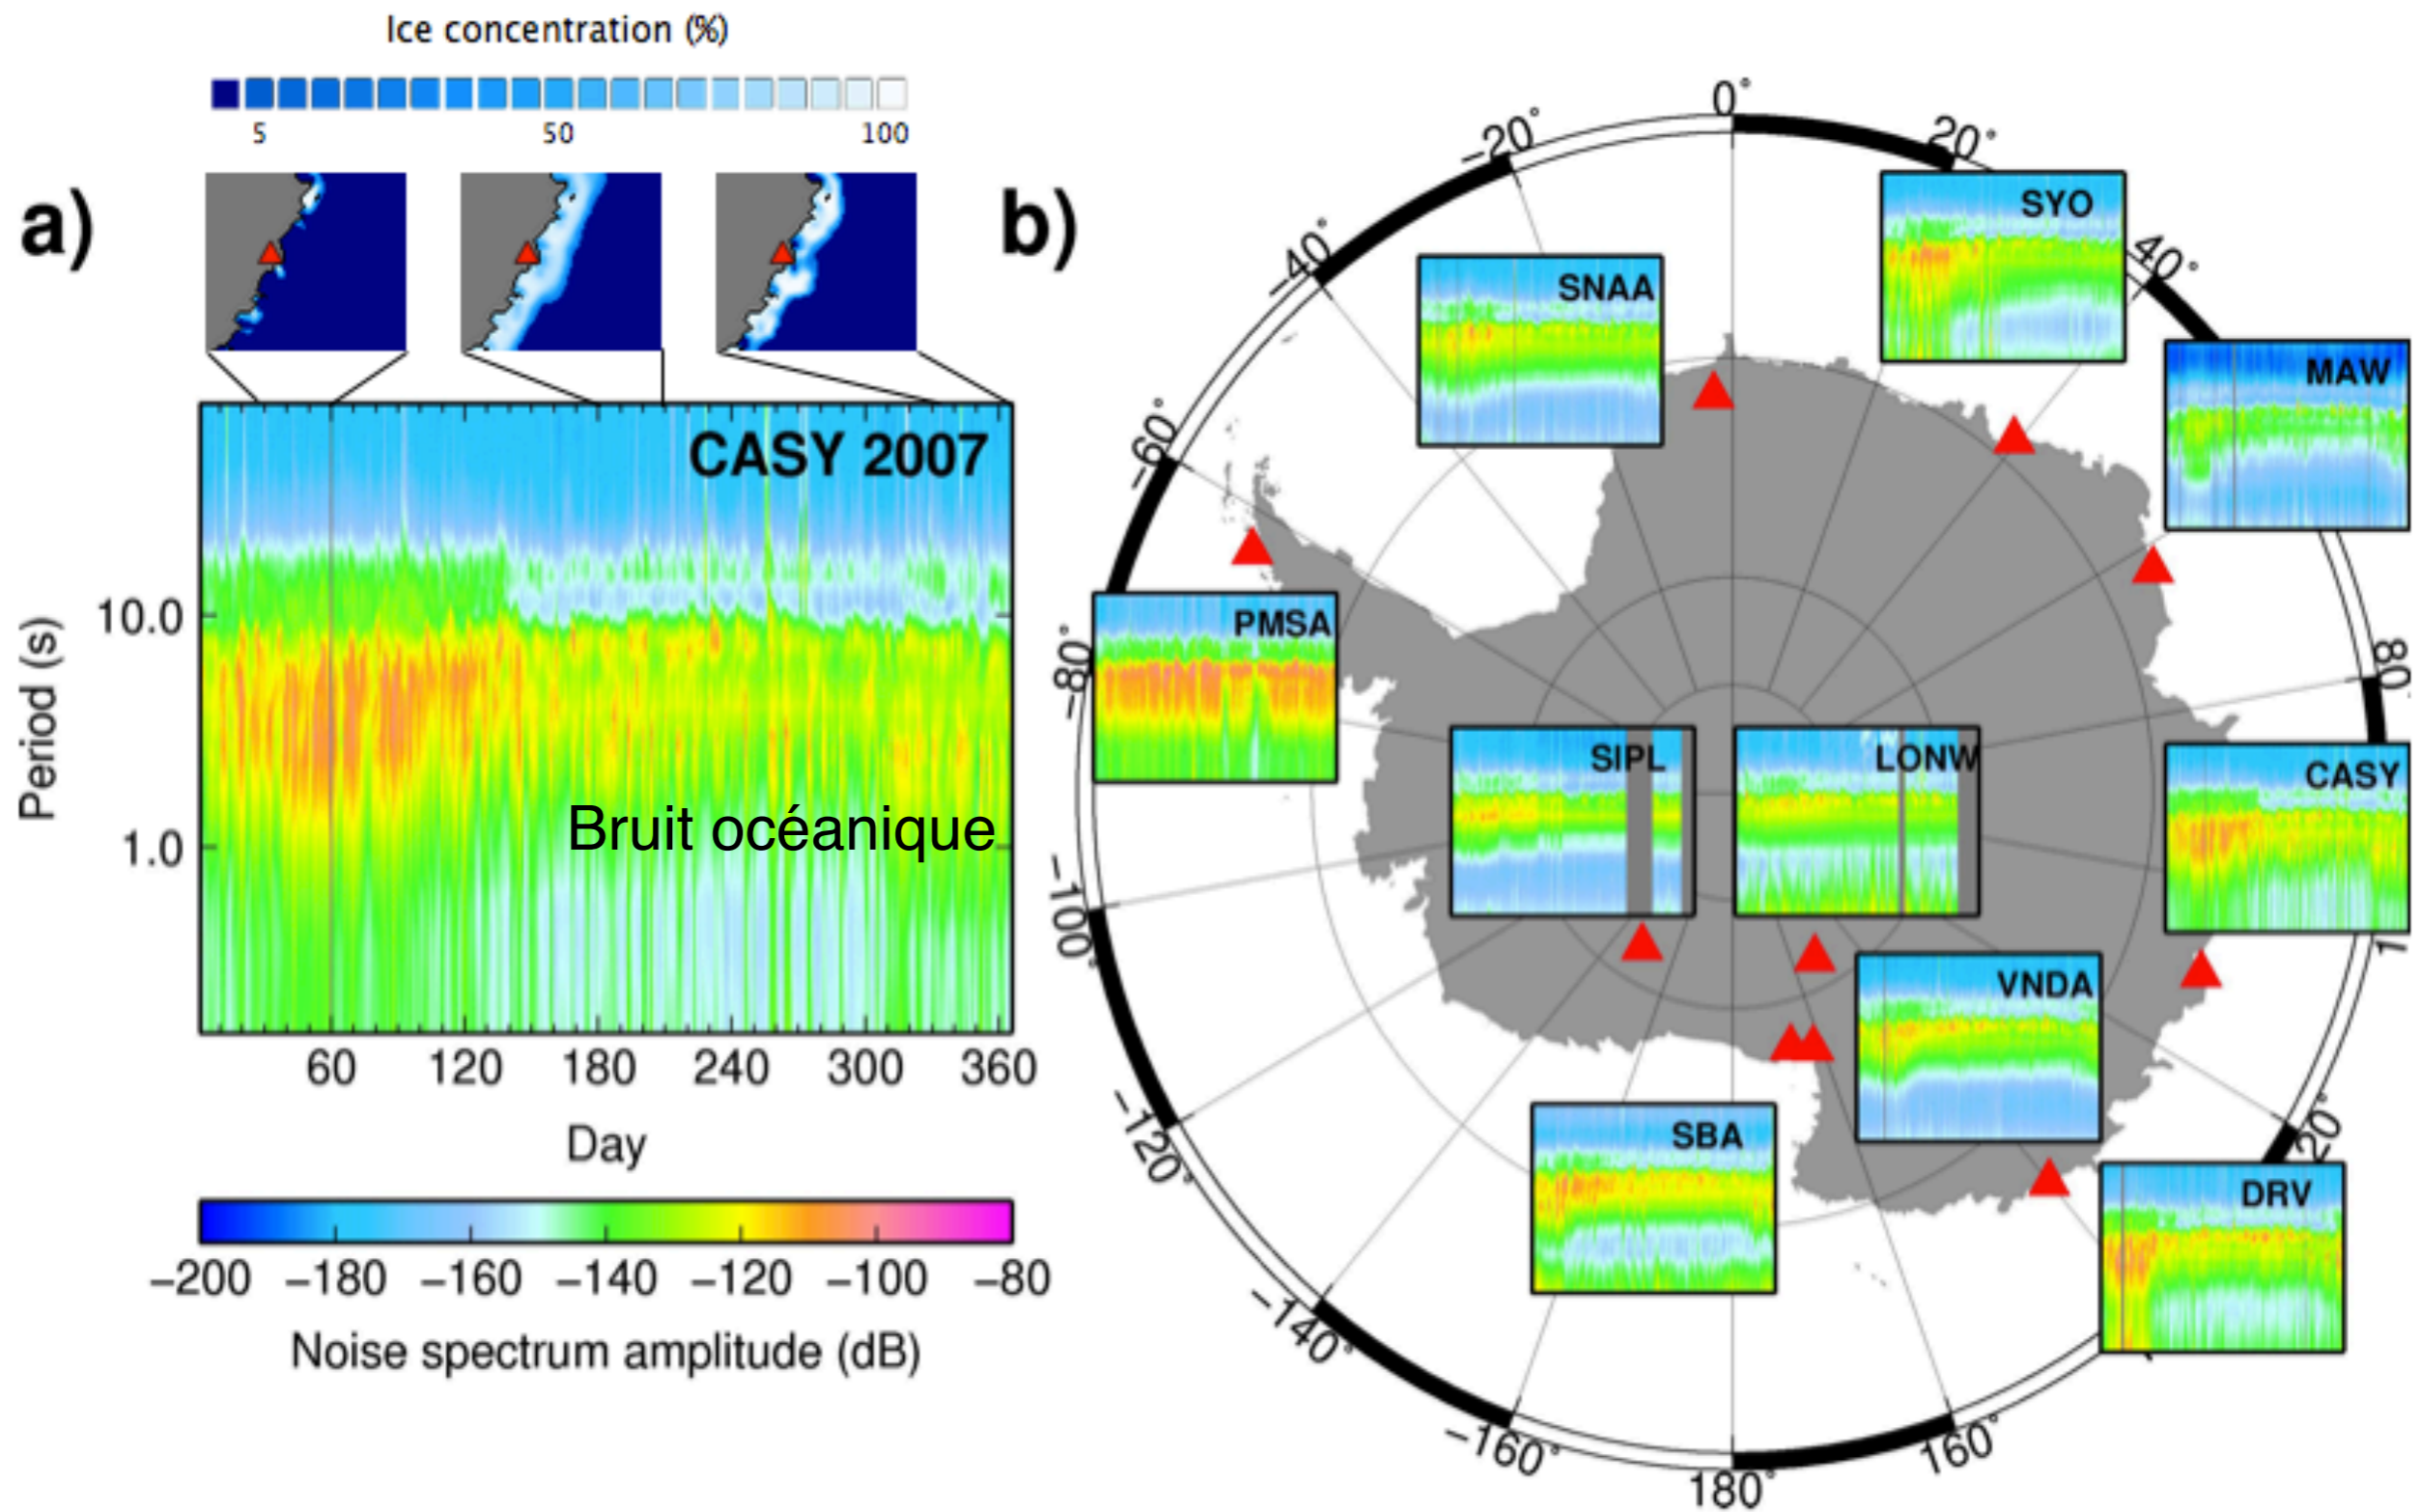 Ice concentration (%)
5 50 100
a)
CASY 2007
Bruit océanique
Period (s)
10.0
1.0
60 120 180 240 300 360
Day
−200 −180 −160 −140 −120 −100 −80
Noise spectrum amplitude (dB)
b)
0°
20°
40°
80°
20°
160°
180°
−160°
−140°
−120°
−100°
−80°
−60°
−40°
−20°
SYO
SNAA
MAW
PMSA
SIPL
LONW
CASY
VNDA
SBA
DRV